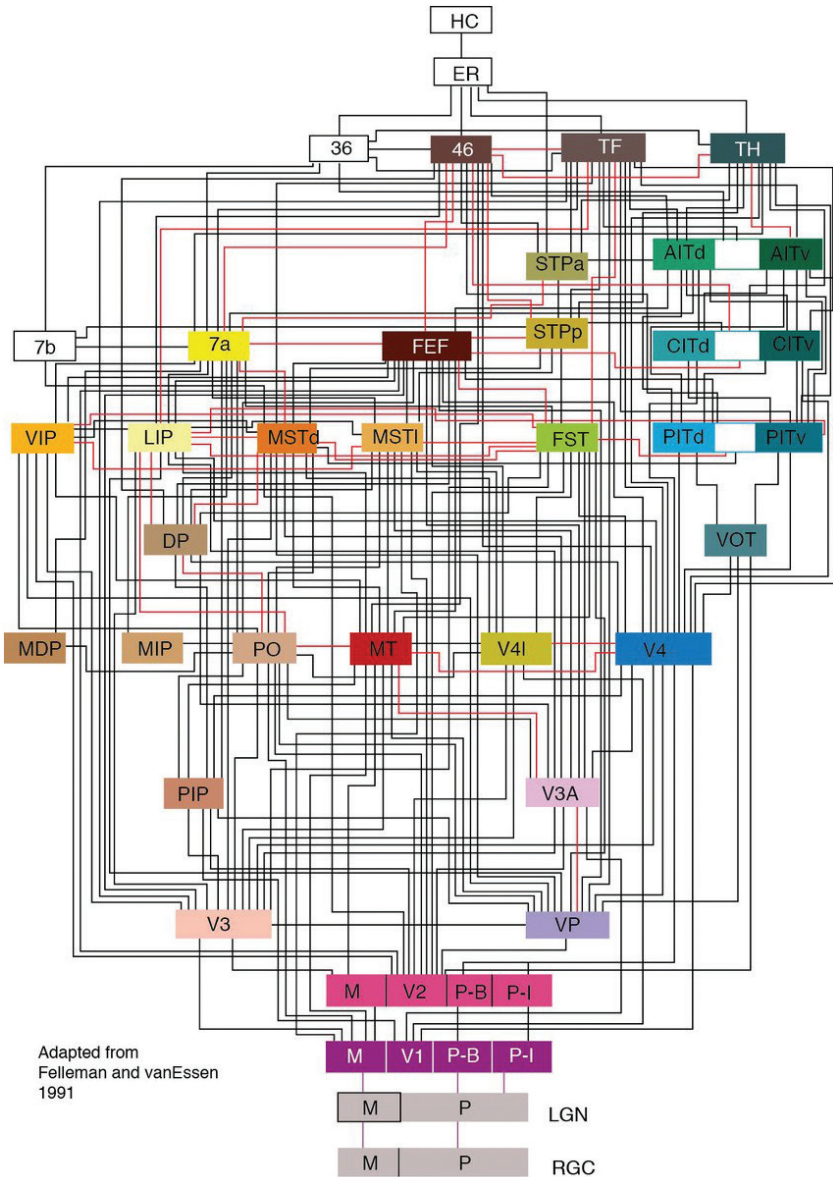 HC
ER
36 46 TF TH
STPa AITd AITv
7b 7a FEF STPp CITd CITv
VIP LIP MSTd MSTl FST PITd PITv
DP VOT
MDP MIP PO MT V4l V4
PIP V3A
V3 VP
M V2 P-B P-I
M V1 P-B P-I
Adapted from
Felleman and vanEssen
1991
M P LGN
M P RGC